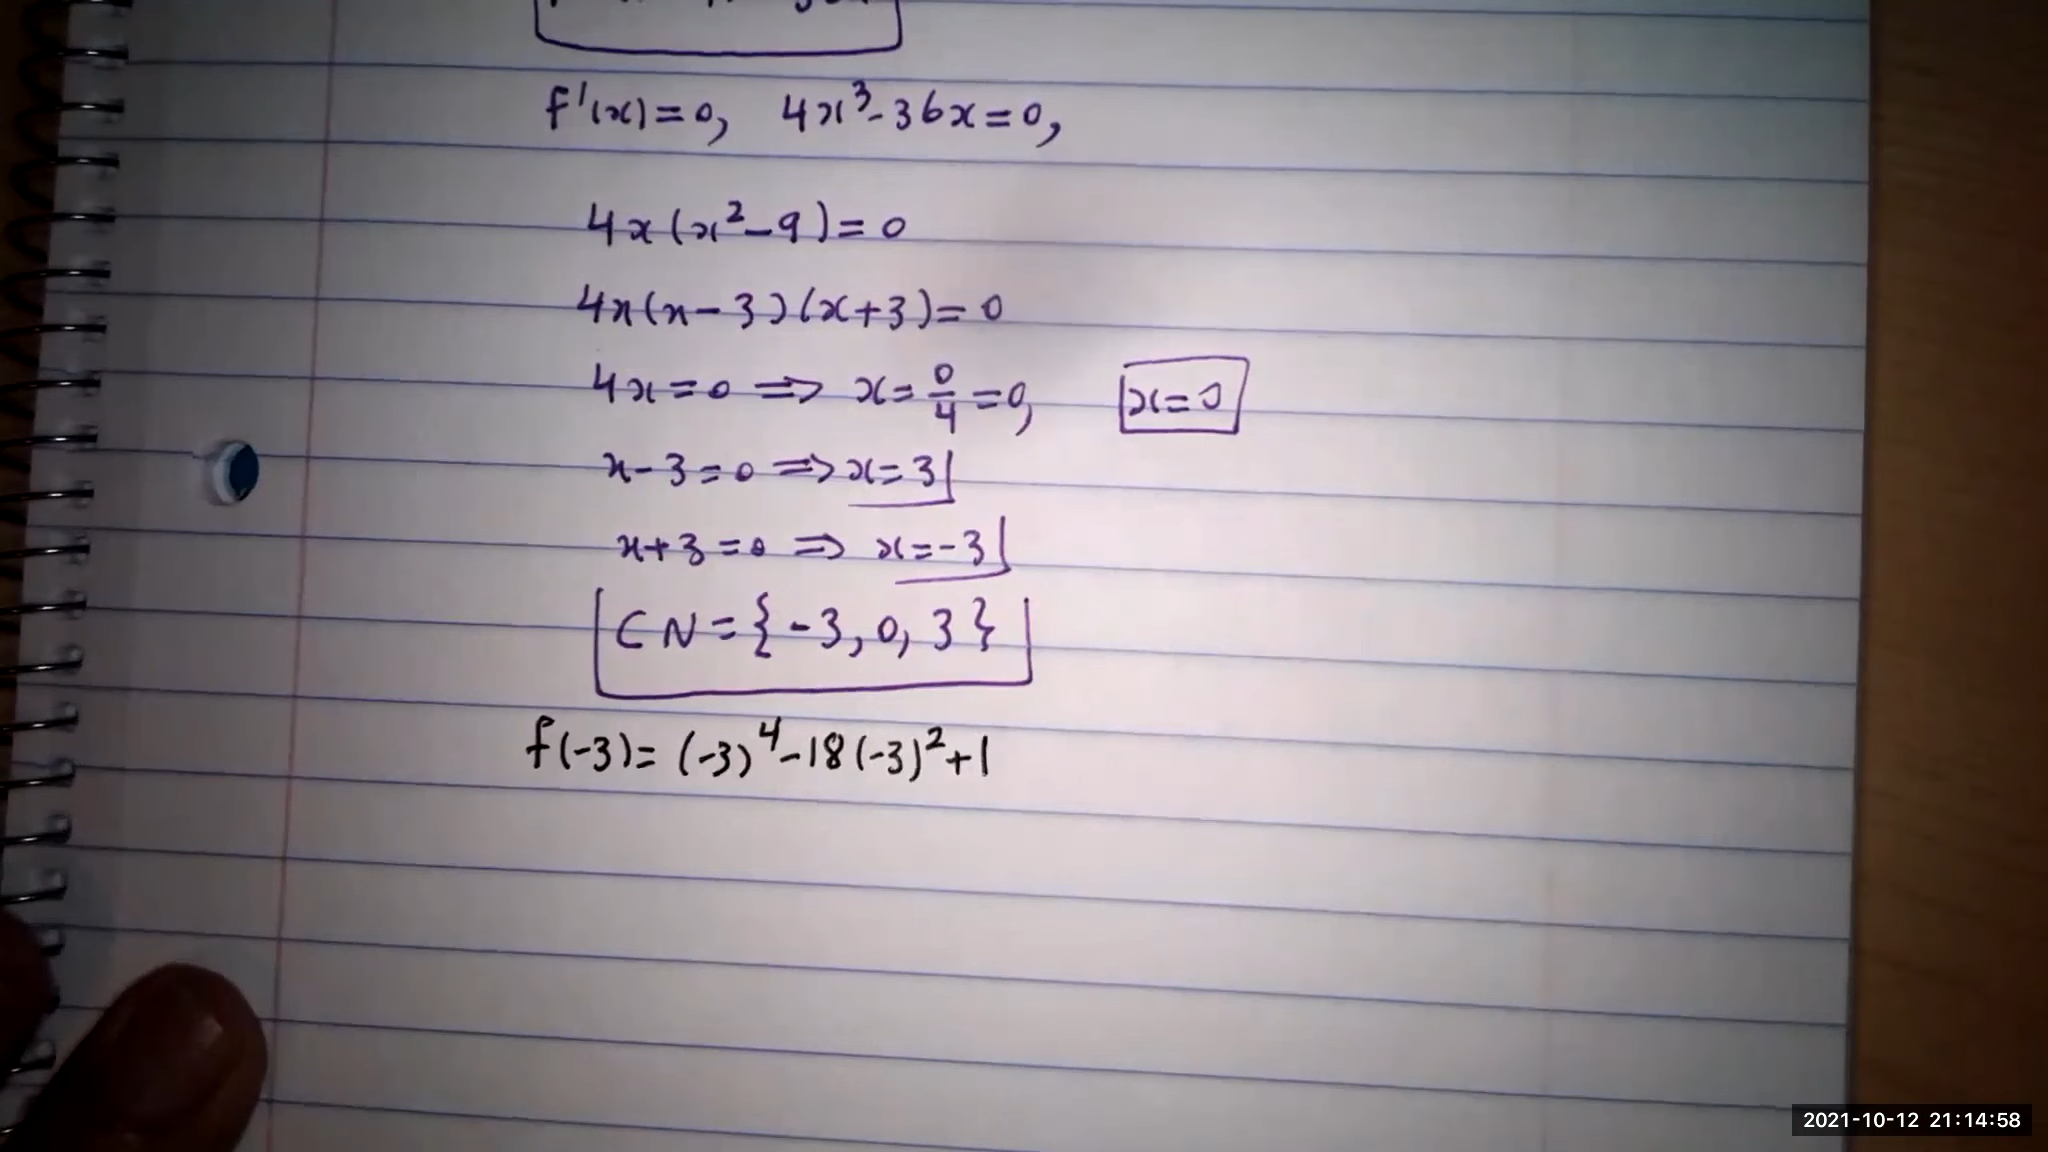 f'(x)=0, 4x³-36x=0,
4x(x²-9)=0
4x(x-3)(x+3)=0
4x=0 ⇒ x=0/4=0, x=0
x-3=0 ⇒ x=3
x+3=0 ⇒ x=-3
CN={-3,0,3}
f(-3)=(-3)⁴-18(-3)²+1
2021-10-12 21:14:58